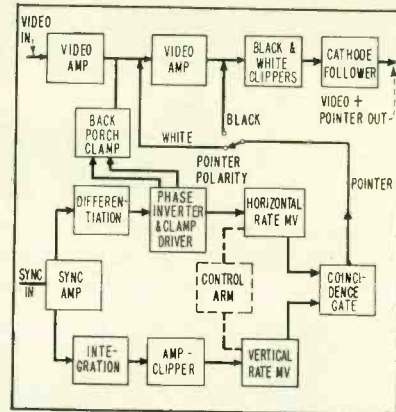 VIDEO
IN
VIDEO
AMP
VIDEO
AMP
BLACK &
WHITE
CLIPPERS
CATHODE
FOLLOWER
VIDEO +
POINTER OUT
BLACK
WHITE
BACK
PORCH
CLAMP
POINTER
POLARITY
POINTER
DIFFEREN-
TIATION
PHASE
INVERTER
& CLAMP
DRIVER
HORIZONTAL
RATE MV
SYNC
IN
SYNC
AMP
CONTROL
ARM
COINCI-
DENCE
GATE
INTE-
GRATION
AMP-
CLIPPER
VERTICAL
RATE MV